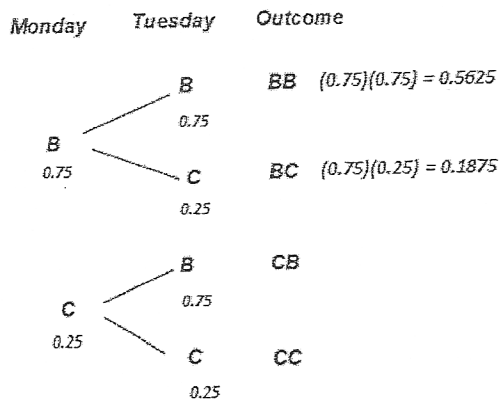 Monday Tuesday Outcome
B BB (0.75)(0.75) = 0.5625
0.75
B
0.75
C BC (0.75)(0.25) = 0.1875
0.25
B CB
0.75
C
0.25
C CC
0.25